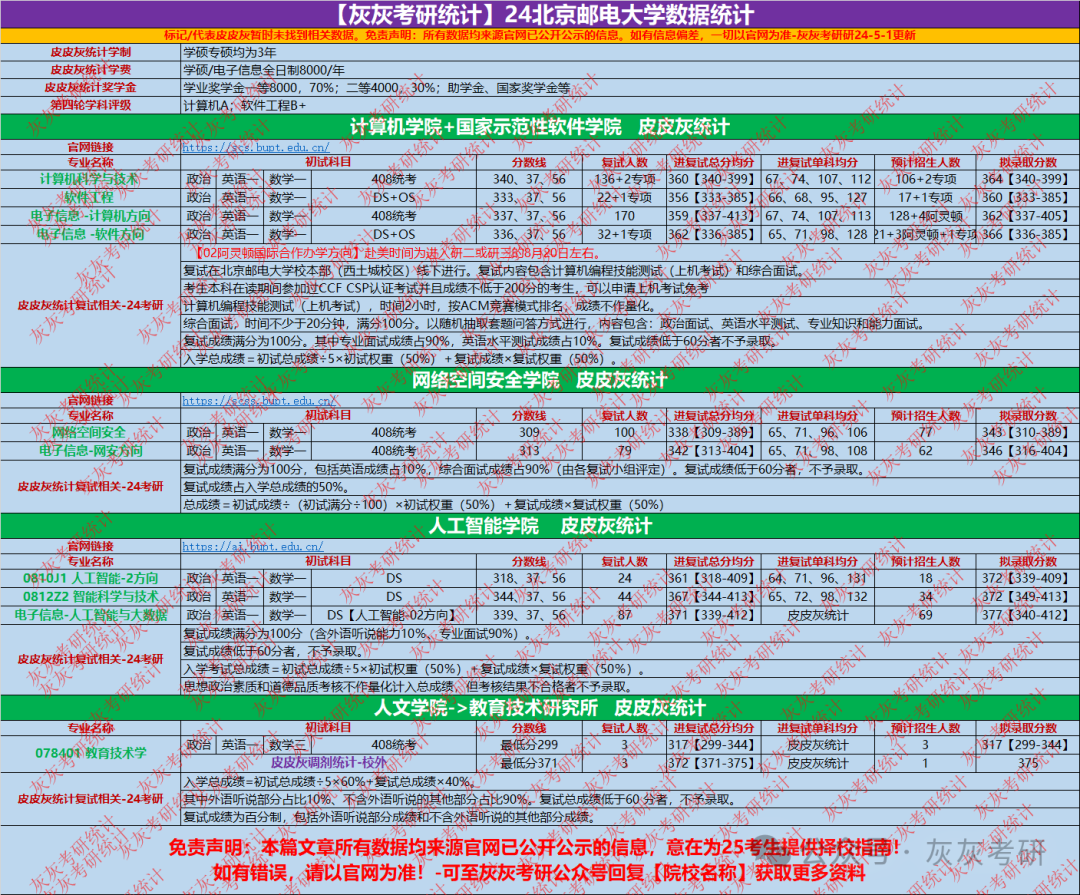 【灰灰考研统计】24北京邮电大学数据统计
标记/代表皮皮灰暂时未找到相关数据。免责声明：所有数据均来源官网已公开公示的信息。如有信息偏差，一切以官网为准-灰灰考研研24-5-1更新
皮皮灰统计学制 学硕专硕均为3年
皮皮灰统计学费 学硕/电子信息全日制8000/年
皮皮灰统计奖学金 学业奖学金一等8000，70%；二等4000，30%；助学金、国家奖学金等
第四轮学科评级 计算机A；软件工程B+
计算机学院+国家示范性软件学院 皮皮灰统计
官网链接 https://scs.bupt.edu.cn/
专业名称 初试科目 分数线 复试人数 进复试总分均分 进复试单科均分 预计招生人数 拟录取分数
计算机科学与技术 政治 英语一 数学一 408统考 340、37、56 136+2专项 360【340-399】 67、74、107、112 106+2专项 364【340-399】
软件工程 政治 英语一 数学一 DS+OS 333、37、56 22+1专项 356【333-385】 66、68、95、127 17+1专项 360【333-385】
电子信息 -计算机方向 政治 英语一 数学一 408统考 337、37、56 170 359【337-413】 67、74、107、113 128+4阿灵顿 362【337-405】
电子信息 -软件方向 政治 英语一 数学一 DS+OS 336、37、56 32+1专项 362【336-385】 65、71、98、128 21+3阿灵顿+1专项 366【336-385】
皮皮灰统计复试相关-24考研
【02阿灵顿国际合作办学方向】赴美时间为进入研二或研三的8月20日左右。
复试在北京邮电大学校本部（西土城校区）线下进行。复试内容包含计算机编程技能测试（上机考试）和综合面试。
考生本科在读期间参加过CCF CSP认证考试并且成绩不低于200分的考生，可以申请上机考试免考
计算机编程技能测试（上机考试），时间2小时，按ACM竞赛模式排名，成绩不作量化。
综合面试，时间不少于20分钟，满分100分。以随机抽取套题问答方式进行，内容包含：政治面试、英语水平测试、专业知识和能力面试。
复试成绩满分为100分。其中专业面试成绩占90%，英语水平测试成绩占10%。复试成绩低于60分者不予录取。
入学总成绩＝初试总成绩÷5×初试权重（50%）＋复试成绩×复试权重（50%）。
网络空间安全学院 皮皮灰统计
官网链接 https://scss.bupt.edu.cn/
专业名称 初试科目 分数线 复试人数 进复试总分均分 进复试单科均分 预计招生人数 拟录取分数
网络空间安全 政治 英语一 数学一 408统考 309 100 338【309-389】 65、71、96、106 77 343【310-389】
电子信息-网安方向 政治 英语一 数学一 408统考 313 79 342【313-404】 65、71、98、108 62 346【316-404】
皮皮灰统计复试相关-24考研
复试成绩满分为100分，包括英语成绩占10%，综合面试成绩占90%（由各复试小组评定）。复试成绩低于60分者，不予录取。
复试成绩占入学总成绩的50%。
总成绩＝初试成绩÷（初试满分÷100）×初试权重（50%）＋复试成绩×复试权重（50%）
人工智能学院 皮皮灰统计
官网链接 https://ai.bupt.edu.cn/
专业名称 初试科目 分数线 复试人数 进复试总分均分 进复试单科均分 预计招生人数 拟录取分数
0810J1 人工智能-2方向 政治 英语一 数学一 DS 318、37、56 24 361【318-409】 64、71、96、131 18 372【339-409】
0812Z2 智能科学与技术 政治 英语一 数学一 DS 344、37、56 44 367【344-413】 65、72、98、132 34 372【349-413】
电子信息-人工智能与大数据 政治 英语一 数学一 DS【人工智能-02方向】 339、37、56 87 371【339-412】 皮皮灰统计 69 377【340-412】
皮皮灰统计复试相关-24考研
复试成绩满分为100分（含外语听说能力10%、专业面试90%）。
复试成绩低于60分者，不予录取。
入学考试总成绩＝初试总成绩÷5×初试权重（50%）＋复试成绩×复试权重（50%）。
思想政治素质和道德品质考核不作量化计入总成绩，但考核结果不合格者不予录取。
人文学院->教育技术研究所 皮皮灰统计
专业名称 初试科目 分数线 复试人数 进复试总分均分 进复试单科均分 预计招生人数 拟录取分数
078401 教育技术学 政治 英语一 数学三 408统考 最低分299 3 317【299-344】 皮皮灰统计 3 317【299-344】
皮皮灰调剂统计-校外 最低分371 3 372【371-375】 皮皮灰统计 1 375
皮皮灰统计复试相关-24考研
入学总成绩=初试总成绩÷5×60%+复试总成绩×40%。
其中外语听说部分占比10%、不含外语听说的其他部分占比90%。复试总成绩低于60 分者，不予录取。
复试成绩为百分制，包括外语听说部分成绩和不含外语听说的其他部分成绩。
免责声明：本篇文章所有数据均来源官网已公开公示的信息，意在为25考生提供择校指南！
如有错误，请以官网为准！-可至灰灰考研公众号回复【院校名称】获取更多资料
公众号 · 灰灰考研